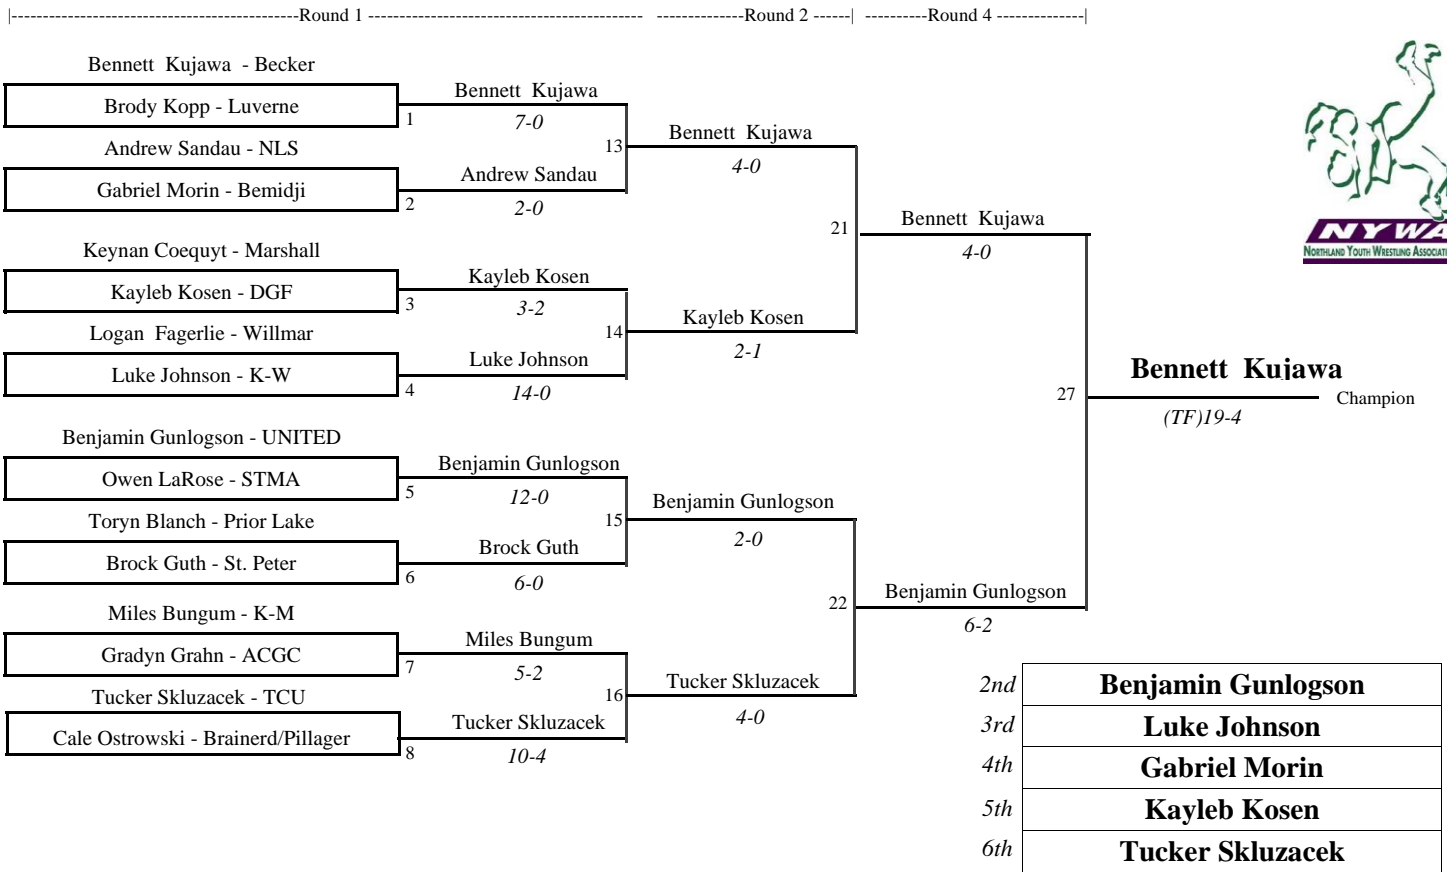 |-----------------------------------------Round 1 --------------------------------------- -------------Round 2 ------| ----------Round 4 --------------|
Bennett Kujawa - Becker
Brody Kopp - Luverne
1
Andrew Sandau - NLS
Gabriel Morin - Bemidji
2
Keynan Coequyt - Marshall
Kayleb Kosen - DGF
3
Logan Fagerlie - Willmar
Luke Johnson - K-W
4
Benjamin Gunlogson - UNITED
Owen LaRose - STMA
5
Toryn Blanch - Prior Lake
Brock Guth - St. Peter
6
Miles Bungum - K-M
Gradyn Grahn - ACGC
7
Tucker Skluzacek - TCU
Cale Ostrowski - Brainerd/Pillager
8
Bennett Kujawa
7-0
13
Andrew Sandau
2-0
Kayleb Kosen
3-2
14
Luke Johnson
14-0
Benjamin Gunlogson
12-0
15
Brock Guth
6-0
Miles Bungum
5-2
16
Tucker Skluzacek
10-4
Bennett Kujawa
4-0
21
Kayleb Kosen
2-1
Benjamin Gunlogson
2-0
22
Tucker Skluzacek
4-0
Bennett Kujawa
4-0
27
Benjamin Gunlogson
6-2
Bennett Kujawa
Champion
(TF)19-4
NYWA
NORTHLAND YOUTH WRESTLING
2nd Benjamin Gunlogson
3rd Luke Johnson
4th Gabriel Morin
5th Kayleb Kosen
6th Tucker Skluzacek